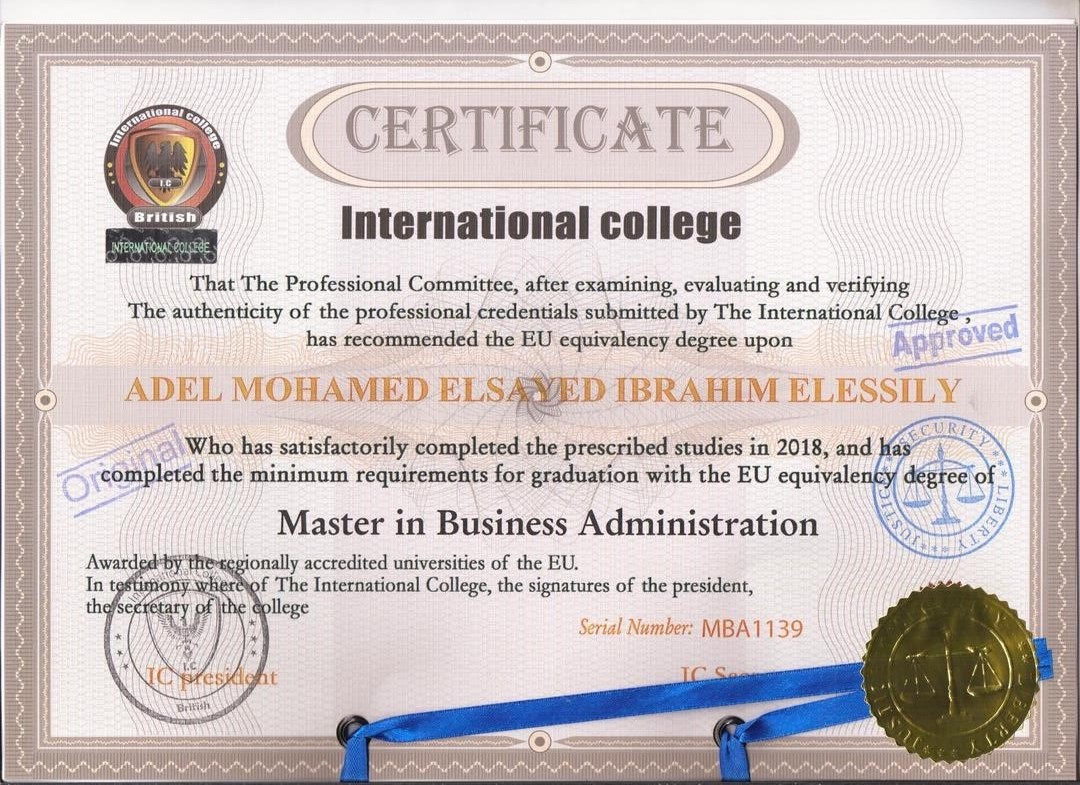 CERTIFICATE
International college
I.C
British
INTERNATIONAL COLLEGE
International college
That The Professional Committee, after examining, evaluating and verifying
The authenticity of the professional credentials submitted by The International College ,
has recommended the EU equivalency degree upon
Approved
ADEL MOHAMED ELSAYED IBRAHIM ELESSILY
Original
Who has satisfactorily completed the prescribed studies in 2018, and has
completed the minimum requirements for graduation with the EU equivalency degree of
SECURITY
LIBERTY
JUSTICE
Master in Business Administration
Awarded by the regionally accredited universities of the EU.
In testimony where of The International College, the signatures of the president,
the secretary of the college
Serial Number: MBA1139
IC president
IC
I.C
British